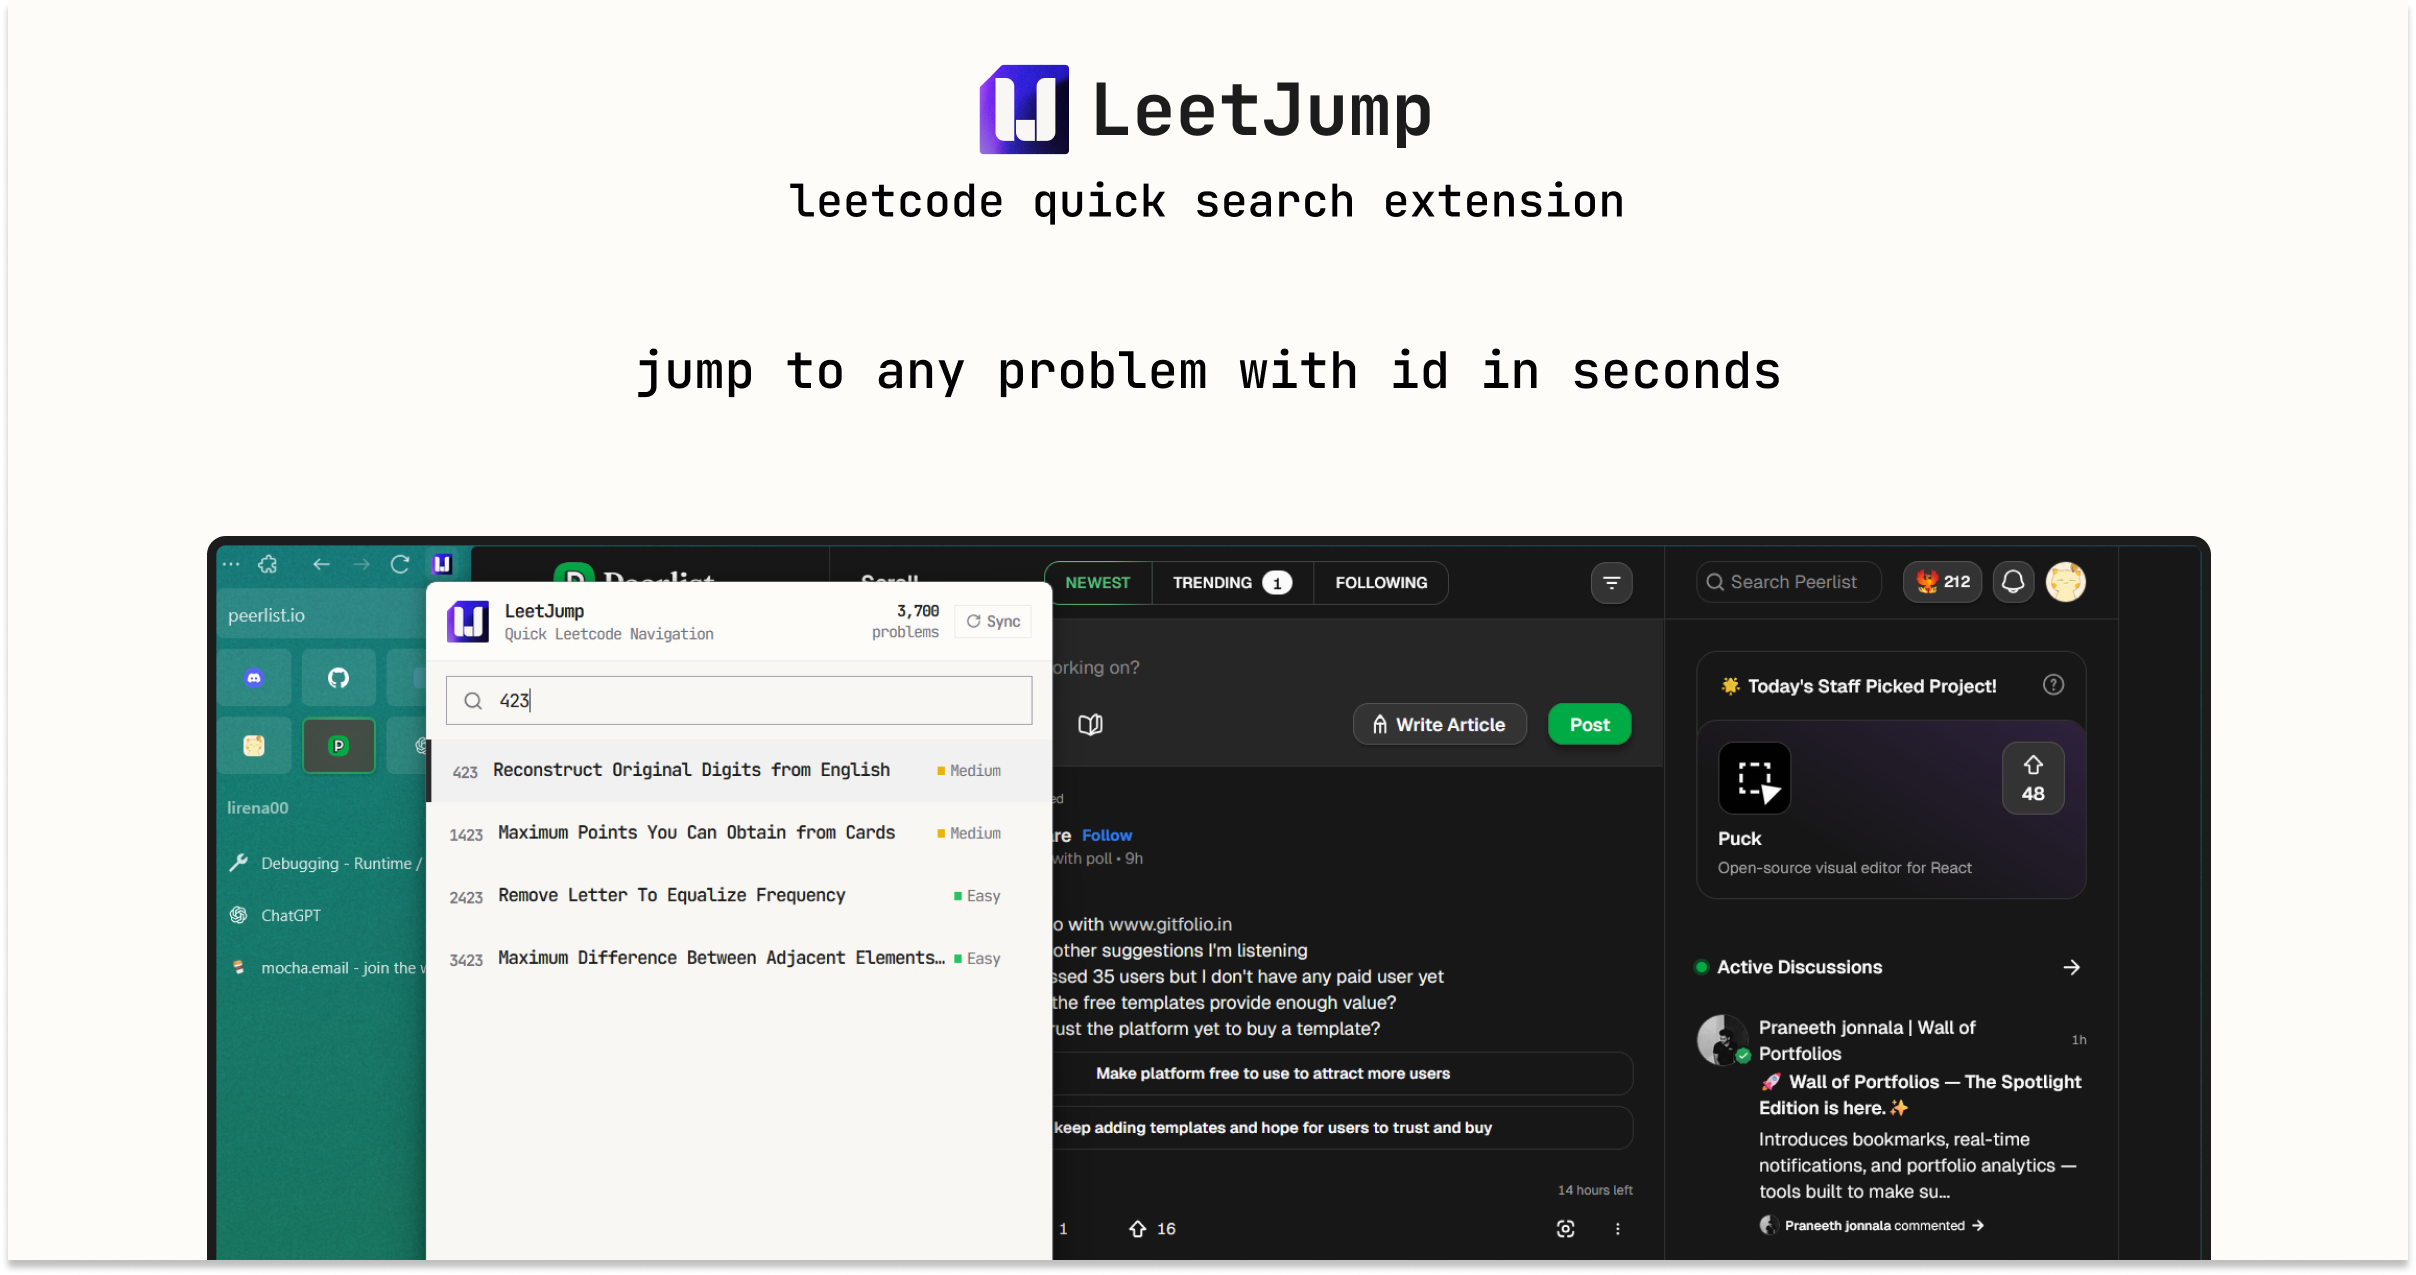 LeetJump
leetcode quick search extension
jump to any problem with id in seconds
peerlist.io
lirena00
Debugging - Runtime /
ChatGPT
mocha.email - join the
LeetJump
Quick Leetcode Navigation
3,700
problems
Sync
423
423 Reconstruct Original Digits from English Medium
1423 Maximum Points You Can Obtain from Cards Medium
2423 Remove Letter To Equalize Frequency Easy
3423 Maximum Difference Between Adjacent Elements... Easy
Peerlist
Scroll
NEWEST TRENDING 1 FOLLOWING
orking on?
Write Article Post
ed
re Follow
with poll • 9h
o with www.gitfolio.in
other suggestions I'm listening
ssed 35 users but I don't have any paid user yet
the free templates provide enough value?
rust the platform yet to buy a template?
Make platform free to use to attract more users
keep adding templates and hope for users to trust and buy
14 hours left
1 16
Search Peerlist 212
Today's Staff Picked Project!
48
Puck
Open-source visual editor for React
Active Discussions
Praneeth jonnala | Wall of
Portfolios
1h
🚀 Wall of Portfolios — The Spotlight
Edition is here.✨
Introduces bookmarks, real-time
notifications, and portfolio analytics —
tools built to make su...
Praneeth jonnala commented →